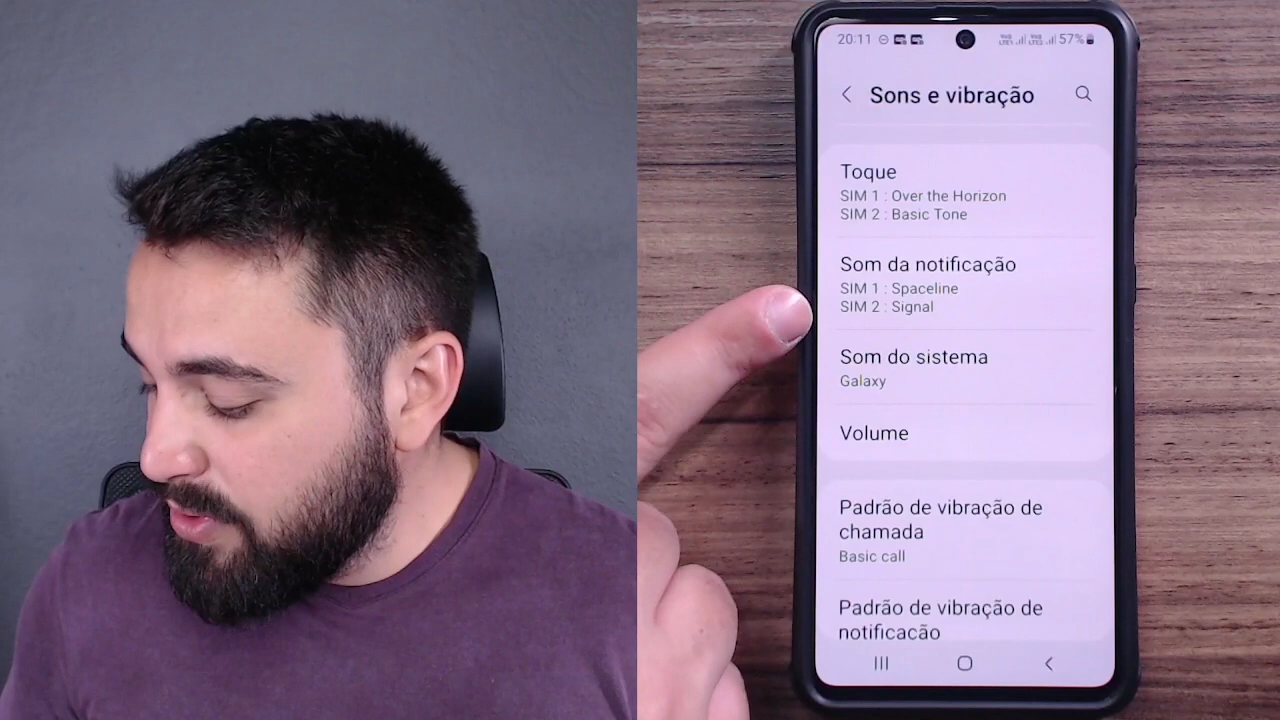 20:11 57%
Sons e vibração
Toque
SIM 1 : Over the Horizon
SIM 2 : Basic Tone
Som da notificação
SIM 1 : Spaceline
SIM 2 : Signal
Som do sistema
Galaxy
Volume
Padrão de vibração de
chamada
Basic call
Padrão de vibração de
notificação